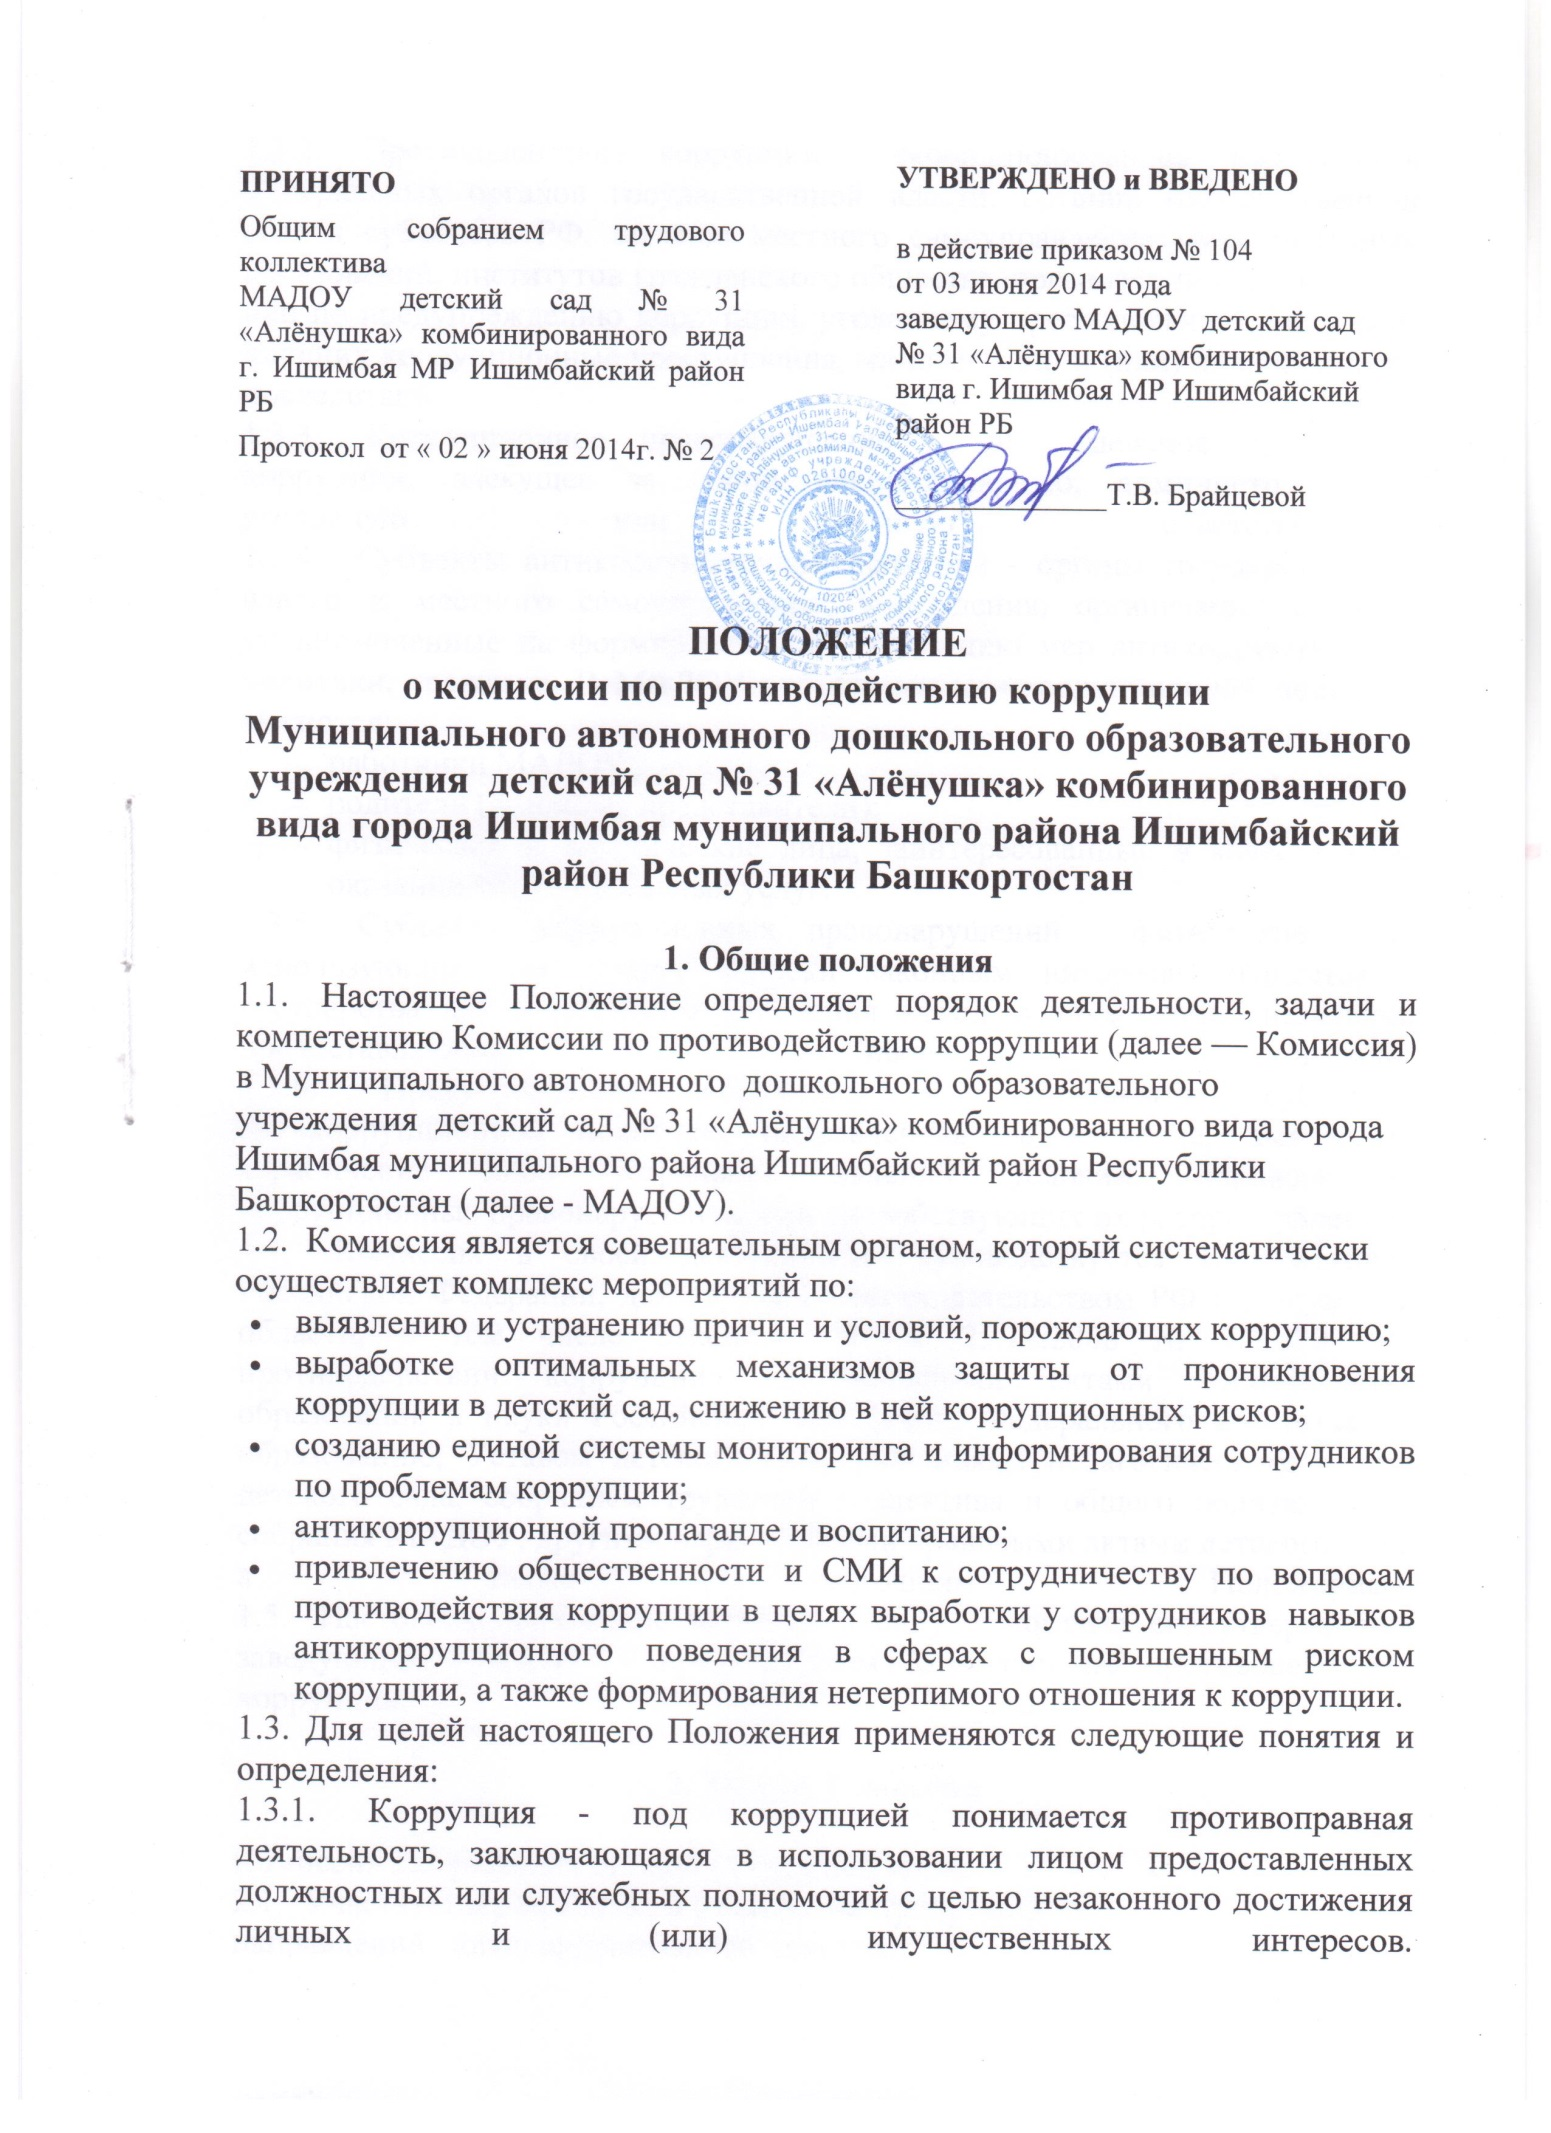 ПРИНЯТО
Общим собранием трудового
коллектива
МАДОУ детский сад № 31
«Алёнушка» комбинированного вида
г. Ишимбая МР Ишимбайский район
РБ
Протокол от « 02 » июня 2014г. № 2
УТВЕРЖДЕНО и ВВЕДЕНО
в действие приказом № 104
от 03 июня 2014 года
заведующего МАДОУ детский сад
№ 31 «Алёнушка» комбинированного
вида г. Ишимбая МР Ишимбайский
район РБ
______________Т.В. Брайцевой
ИНН 0261009544
ОГРН 1020201774053
ПОЛОЖЕНИЕ
о комиссии по противодействию коррупции
Муниципального автономного дошкольного образовательного
учреждения детский сад № 31 «Алёнушка» комбинированного
вида города Ишимбая муниципального района Ишимбайский
район Республики Башкортостан
1. Общие положения
1.1. Настоящее Положение определяет порядок деятельности, задачи и
компетенцию Комиссии по противодействию коррупции (далее — Комиссия)
в Муниципального автономного дошкольного образовательного
учреждения детский сад № 31 «Алёнушка» комбинированного вида города
Ишимбая муниципального района Ишимбайский район Республики
Башкортостан (далее - МАДОУ).
1.2. Комиссия является совещательным органом, который систематически
осуществляет комплекс мероприятий по:
• выявлению и устранению причин и условий, порождающих коррупцию;
• выработке оптимальных механизмов защиты от проникновения
коррупции в детский сад, снижению в ней коррупционных рисков;
• созданию единой системы мониторинга и информирования сотрудников
по проблемам коррупции;
• антикоррупционной пропаганде и воспитанию;
• привлечению общественности и СМИ к сотрудничеству по вопросам
противодействия коррупции в целях выработки у сотрудников навыков
антикоррупционного поведения в сферах с повышенным риском
коррупции, а также формирования нетерпимого отношения к коррупции.
1.3. Для целей настоящего Положения применяются следующие понятия и
определения:
1.3.1. Коррупция - под коррупцией понимается противоправная
деятельность, заключающаяся в использовании лицом предоставленных
должностных или служебных полномочий с целью незаконного достижения
личных и (или) имущественных интересов.